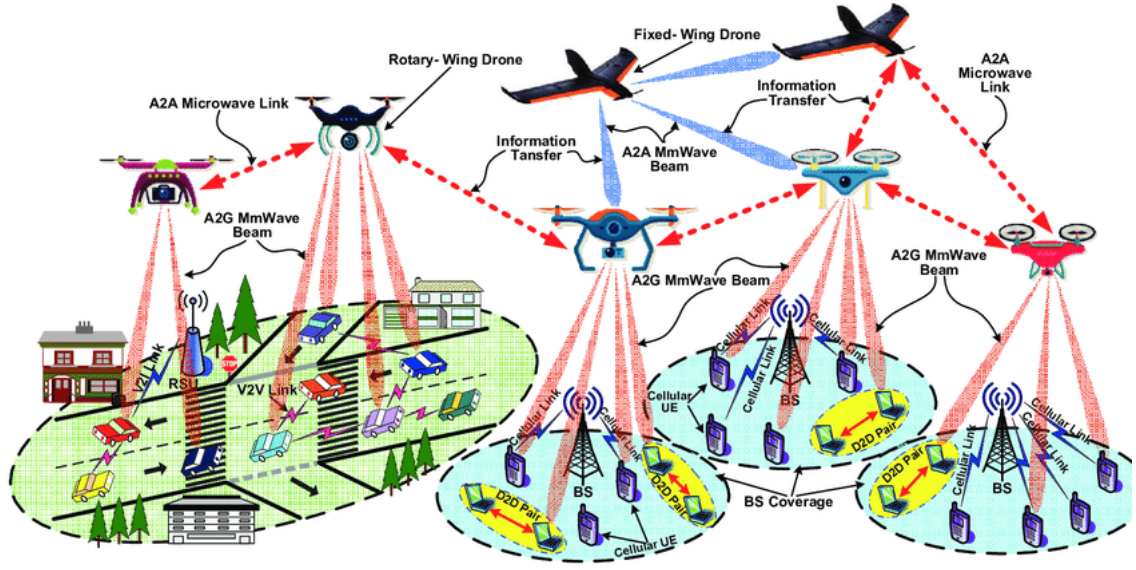 Fixed- Wing Drone
Rotary- Wing Drone
A2A
Microwave
Link
A2A Microwave Link
Information
Transfer
Information
Tansfer
A2A MmWave
Beam
A2G MmWave
Beam
A2G MmWave Beam
A2G MmWave
Beam
STOP
V2I Link
RSU
V2V Link
Cellular Link
Cellular Link
Cellular Link
BS
Cellular
UE
D2D Pair
Cellular Link
Cellular Link
BS
D2D Pair
D2D Pair
Cellular UE
BS Coverage
Cellular Link
Cellular Link
BS
D2D Pair